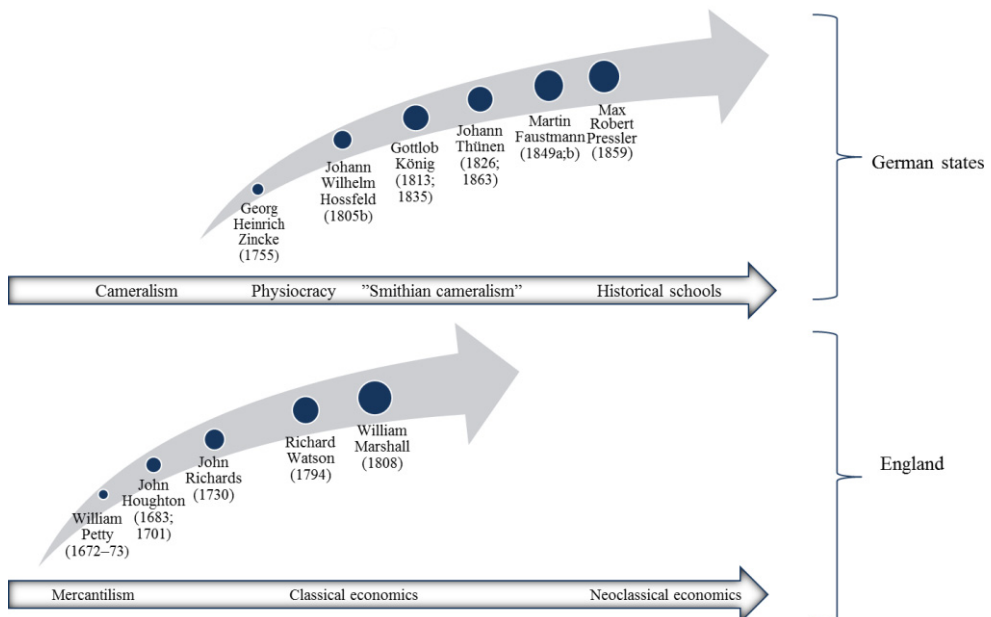 Georg
Heinrich
Zincke
(1755)
Johann
Wilhelm
Hossfeld
(1805b)
Gottlob
König
(1813;
1835)
Johann
Thünen
(1826;
1863)
Martin
Faustmann
(1849a;b)
Max
Robert
Pressler
(1859)
German states
Cameralism
Physiocracy
”Smithian cameralism”
Historical schools
William
Petty
(1672–73)
John
Houghton
(1683;
1701)
John
Richards
(1730)
Richard
Watson
(1794)
William
Marshall
(1808)
England
Mercantilism
Classical economics
Neoclassical economics